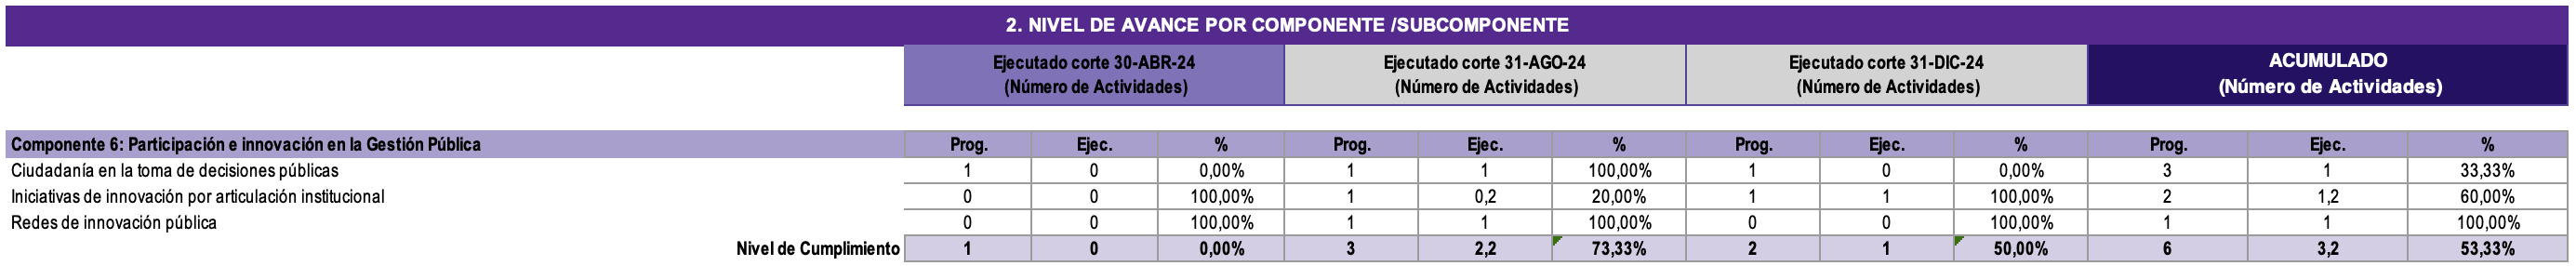 2. NIVEL DE AVANCE POR COMPONENTE /SUBCOMPONENTE
Ejecutado corte 30-ABR-24 Ejecutado corte 31-AGO-24 Ejecutado corte 31-DIC-24 ACUMULADO
(Número de Actividades) (Número de Actividades) (Número de Actividades) (Número de Actividades)
Componente 6: Participación e innovación en la Gestión Pública Prog. Ejec. % Prog. Ejec. % Prog. Ejec. % Prog. Ejec. %
Ciudadanía en la toma de decisiones públicas 1 0 0,00% 1 1 100,00% 1 0 0,00% 3 1 33,33%
Iniciativas de innovación por articulación institucional 0 0 100,00% 1 0,2 20,00% 1 1 100,00% 2 1,2 60,00%
Redes de innovación pública 0 0 100,00% 1 1 100,00% 0 0 100,00% 1 1 100,00%
Nivel de Cumplimiento 1 0 0,00% 3 2,2 73,33% 2 1 50,00% 6 3,2 53,33%